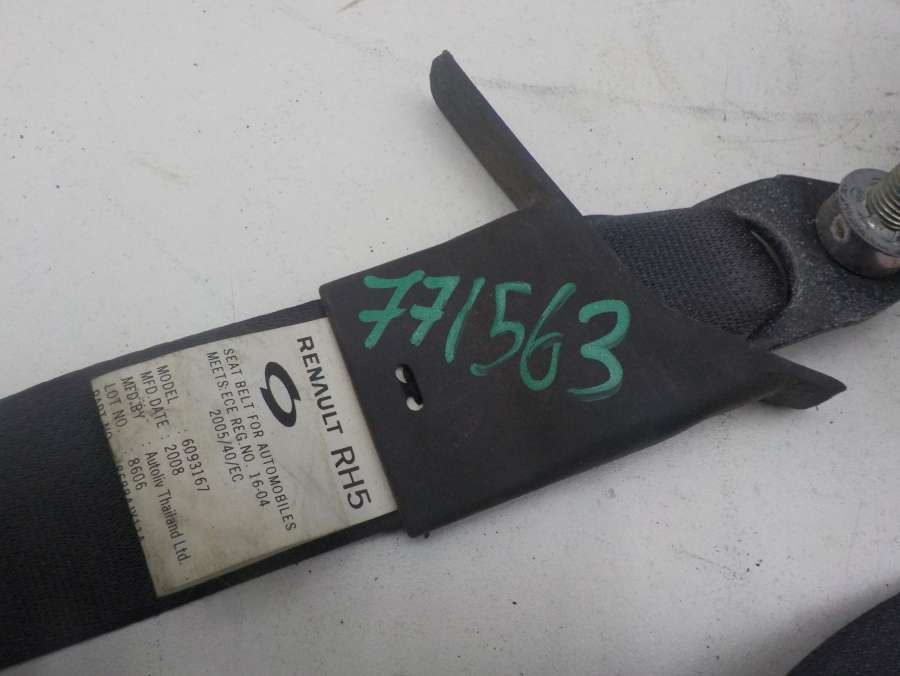 771563
RENAULT RH5
SEAT BELT FOR AUTOMOBILES
MEETS:ECE REG.NO. 16-04
2005/40/EC
MODEL : 6093167
MFD.DATE : 2008
MFD.BY : Autoliv Thailand Ltd.
LOT NO. : 8606